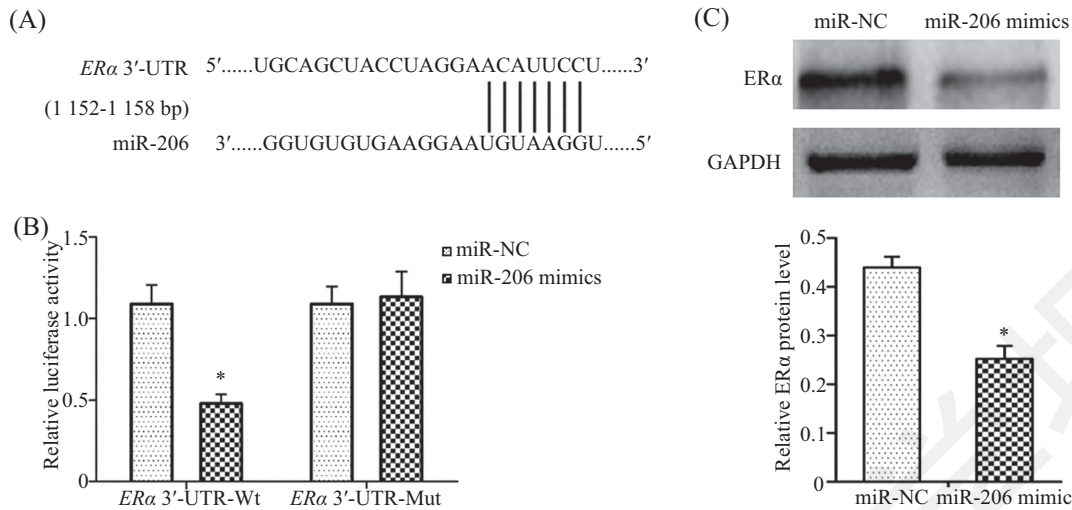 (A)
ERα 3′-UTR 5′......UGCAGCUACCUAGGAACAUUCCU......3′
(1 152-1 158 bp)
miR-206 3′......GGUGUGUGAAGGAAUGUAAGGU......5′
(B)
Relative luciferase activity
1.5
1.0
0.5
0
*
miR-NC
miR-206 mimics
ERα 3′-UTR-Wt ERα 3′-UTR-Mut
(C)
miR-NC miR-206 mimics
ERα
GAPDH
Relative ERα protein level
0.5
0.4
0.3
0.4
0.1
0
*
miR-NC miR-206 mimic